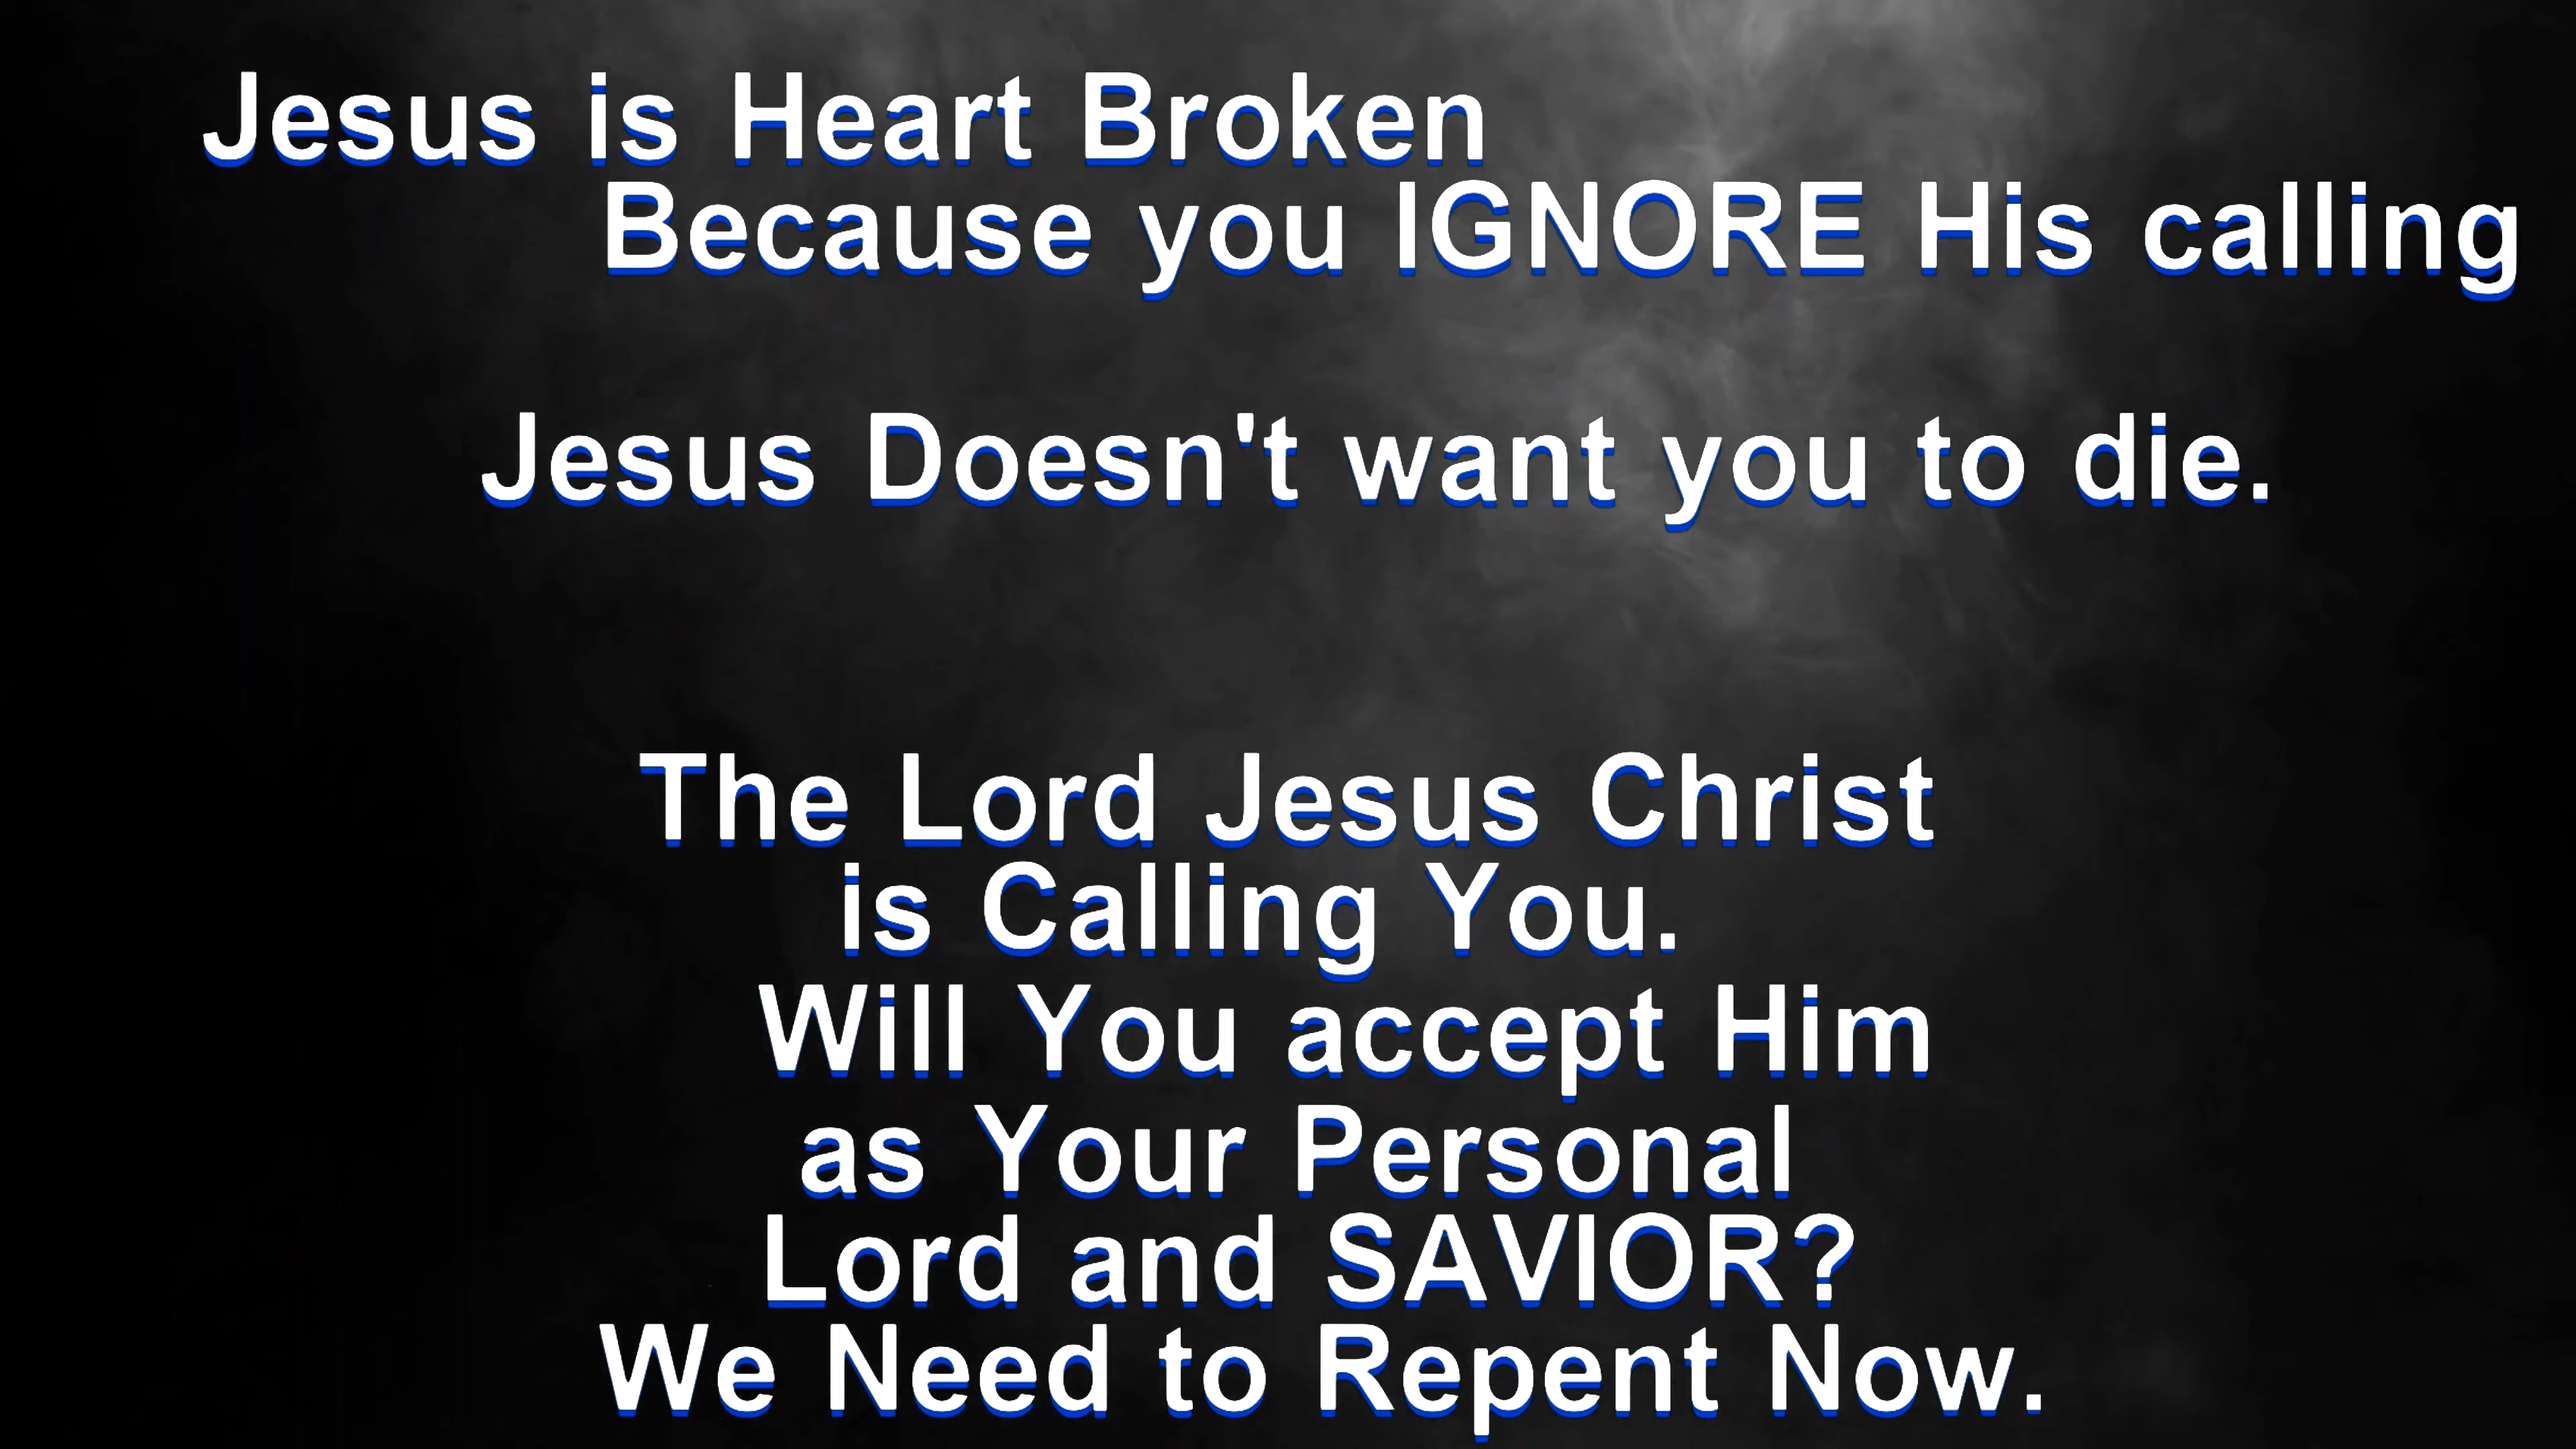 Jesus is Heart Broken
Because you IGNORE His calling
Jesus Doesn't want you to die.
The Lord Jesus Christ
is Calling You.
Will You accept Him
as Your Personal
Lord and SAVIOR?
We Need to Repent Now.